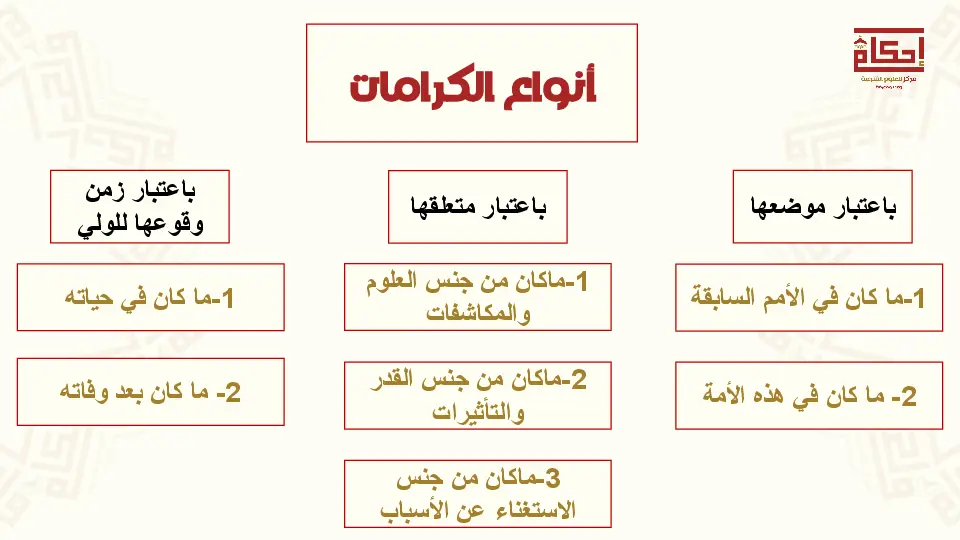 إحكام
مركز للعلوم الشرعية
أنواع الكرامات
باعتبار موضعها
1-ما كان في الأمم السابقة
2- ما كان في هذه الأمة
باعتبار متعلقها
1-ماكان من جنس العلوم
والمكاشفات
2-ماكان من جنس القدر
والتأثيرات
3-ماكان من جنس
الاستغناء عن الأسباب
باعتبار زمن
وقوعها للولي
1-ما كان في حياته
2- ما كان بعد وفاته